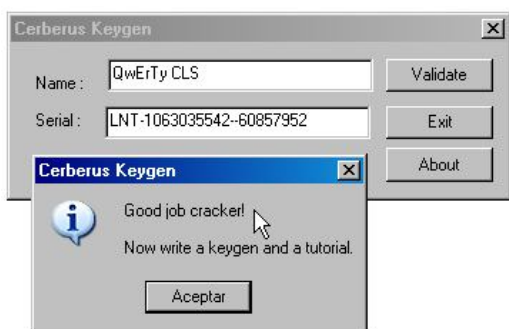 Cerberus Keygen
Name : QwErTy CLS Validate
Serial : LNT-1063035542--60857952 Exit
About
Cerberus Keygen
Good job cracker!
Now write a keygen and a tutorial.
Aceptar